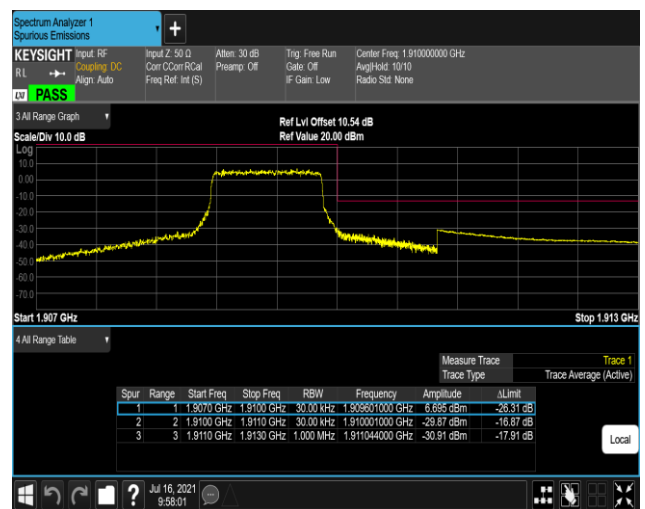 Spectrum Analyzer 1
Spurious Emissions
+
KEYSIGHT Input: RF Input Z: 50 Ω Atten: 30 dB Trig: Free Run Center Freq: 1.910000000 GHz
RL Coupling: DC Corr CCorr RCal Preamp: Off Gate: Off Avg|Hold: 10/10
Align: Auto Freq Ref: Int (S) IF Gain: Low Radio Std: None
LXI PASS
3 All Range Graph
Ref Lvl Offset 10.54 dB
Scale/Div 10.0 dB Ref Value 20.00 dBm
Log
10.0
0.00
-10.0
-20.0
-30.0
-40.0
-50.0
-60.0
-70.0
Start 1.907 GHz Stop 1.913 GHz
4 All Range Table
Measure Trace Trace 1
Trace Type Trace Average (Active)
Spur Range Start Freq Stop Freq RBW Frequency Amplitude ΔLimit
1 1 1.9070 GHz 1.9100 GHz 30.00 kHz 1.909601000 GHz 6.695 dBm -26.31 dB
2 2 1.9100 GHz 1.9110 GHz 30.00 kHz 1.910001000 GHz -29.87 dBm -16.87 dB
3 3 1.9110 GHz 1.9130 GHz 1.000 MHz 1.911044000 GHz -30.91 dBm -17.91 dB
Local
? Jul 16, 2021
9:58:01